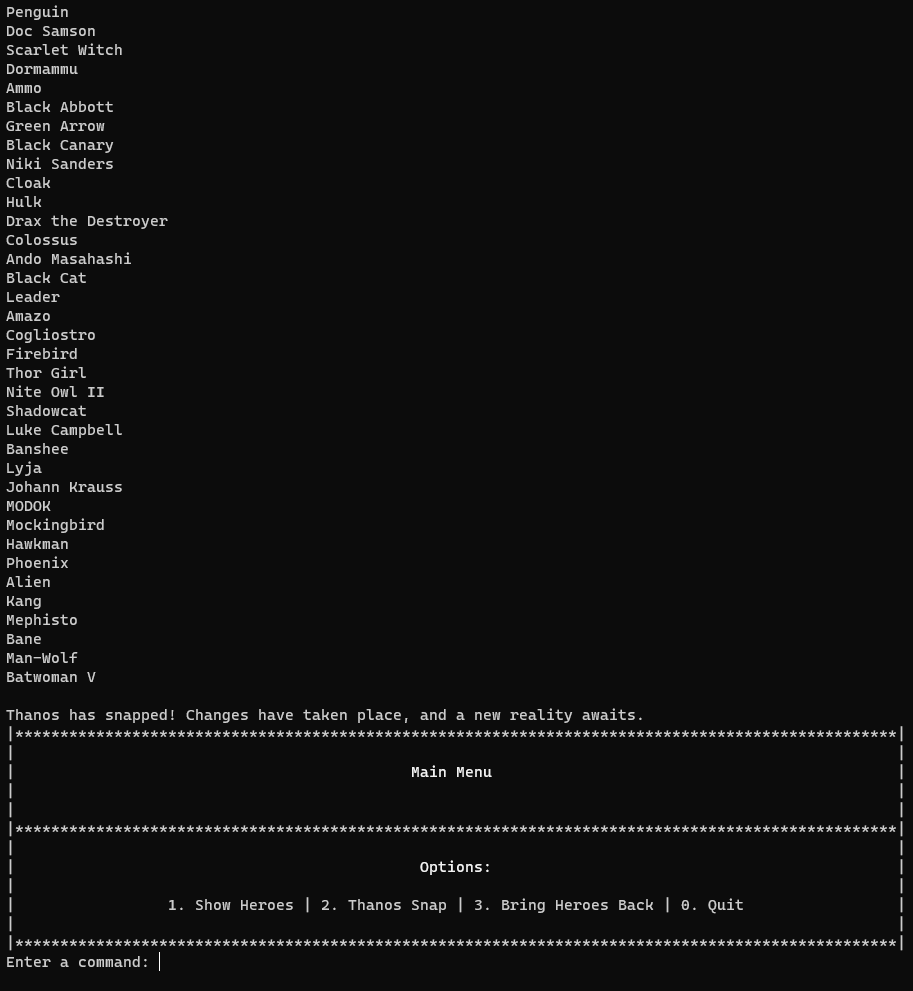 Penguin
Doc Samson
Scarlet Witch
Dormammu
Ammo
Black Abbott
Green Arrow
Black Canary
Niki Sanders
Cloak
Hulk
Drax the Destroyer
Colossus
Ando Masahashi
Black Cat
Leader
Amazo
Cogliostro
Firebird
Thor Girl
Nite Owl II
Shadowcat
Luke Campbell
Banshee
Lyja
Johann Krauss
MODOK
Mockingbird
Hawkman
Phoenix
Alien
Kang
Mephisto
Bane
Man-Wolf
Batwoman V
Thanos has snapped! Changes have taken place, and a new reality awaits.
|**************************************************************************************************|
| |
| Main Menu |
| |
| |
|**************************************************************************************************|
| |
| Options: |
| |
| 1. Show Heroes | 2. Thanos Snap | 3. Bring Heroes Back | 0. Quit |
| |
|**************************************************************************************************|
Enter a command: